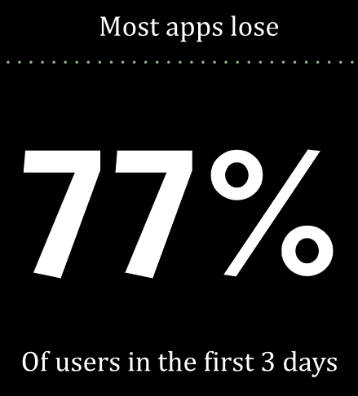 Most apps lose
77%
Of users in the first 3 days